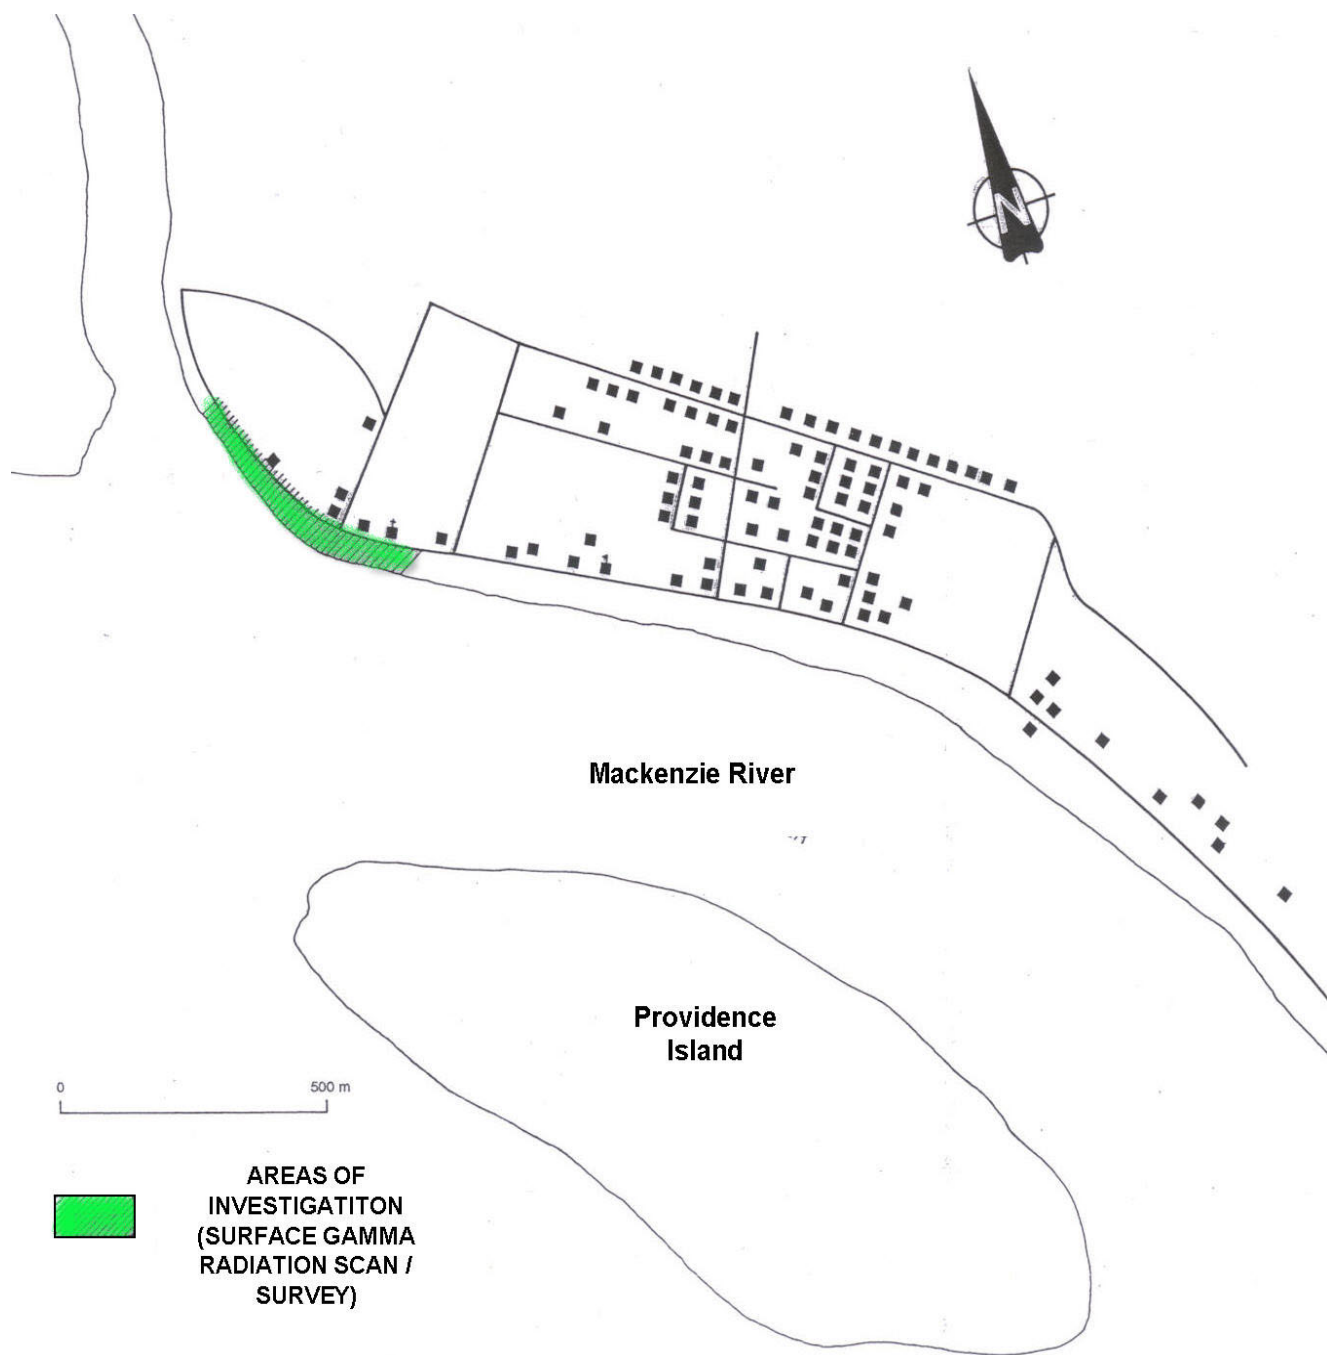 N
Mackenzie River
Providence
Island
0 500 m
AREAS OF
INVESTIGATITON
(SURFACE GAMMA
RADIATION SCAN /
SURVEY)